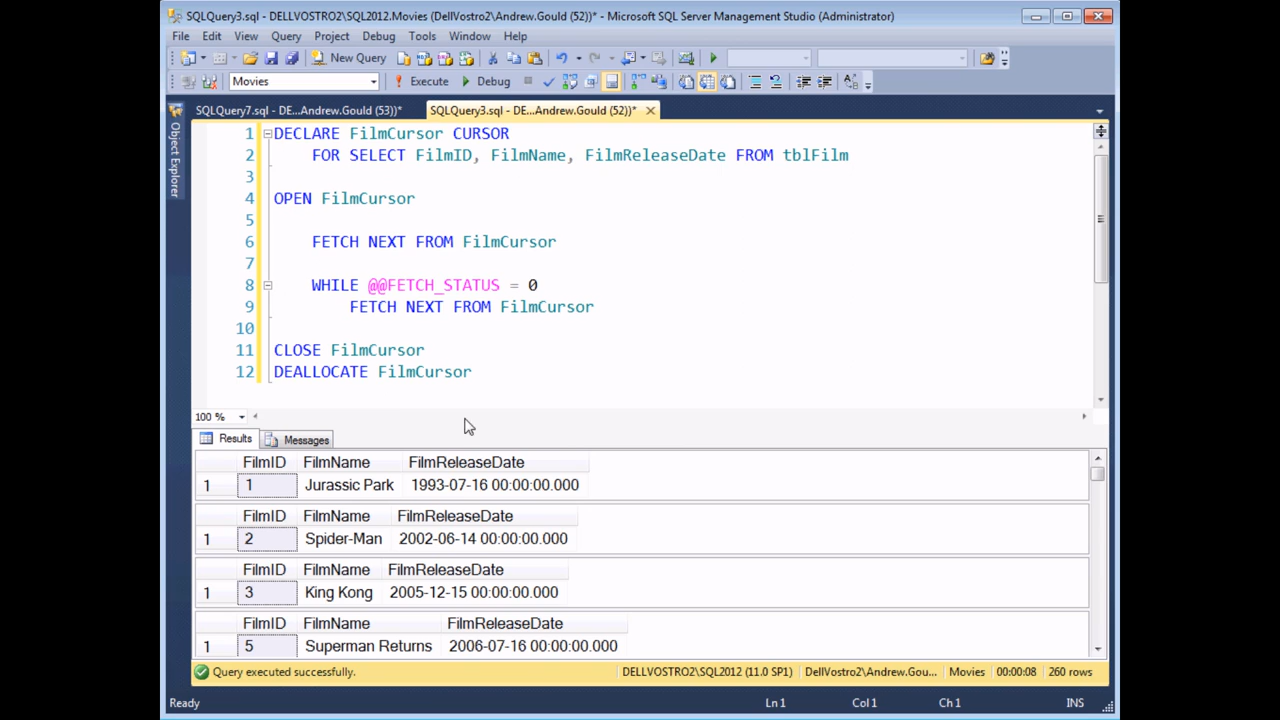 SQLQuery3.sql - DELLVOSTRO2\SQL2012.Movies (DellVostro2\Andrew.Gould (52))* - Microsoft SQL Server Management Studio (Administrator)
File Edit View Query Project Debug Tools Window Help
New Query
Movies Execute Debug
SQLQuery7.sql - DE...Andrew.Gould (53))* SQLQuery3.sql - DE...Andrew.Gould (52))*
Object Explorer
1 DECLARE FilmCursor CURSOR
2 FOR SELECT FilmID, FilmName, FilmReleaseDate FROM tblFilm
3
4 OPEN FilmCursor
5
6 FETCH NEXT FROM FilmCursor
7
8 WHILE @@FETCH_STATUS = 0
9 FETCH NEXT FROM FilmCursor
10
11 CLOSE FilmCursor
12 DEALLOCATE FilmCursor
100 %
Results Messages
FilmID FilmName FilmReleaseDate
1 1 Jurassic Park 1993-07-16 00:00:00.000
FilmID FilmName FilmReleaseDate
1 2 Spider-Man 2002-06-14 00:00:00.000
FilmID FilmName FilmReleaseDate
1 3 King Kong 2005-12-15 00:00:00.000
FilmID FilmName FilmReleaseDate
1 5 Superman Returns 2006-07-16 00:00:00.000
Query executed successfully. DELLVOSTRO2\SQL2012 (11.0 SP1) DellVostro2\Andrew.Gou... Movies 00:00:08 260 rows
Ready Ln 1 Col 1 Ch 1 INS